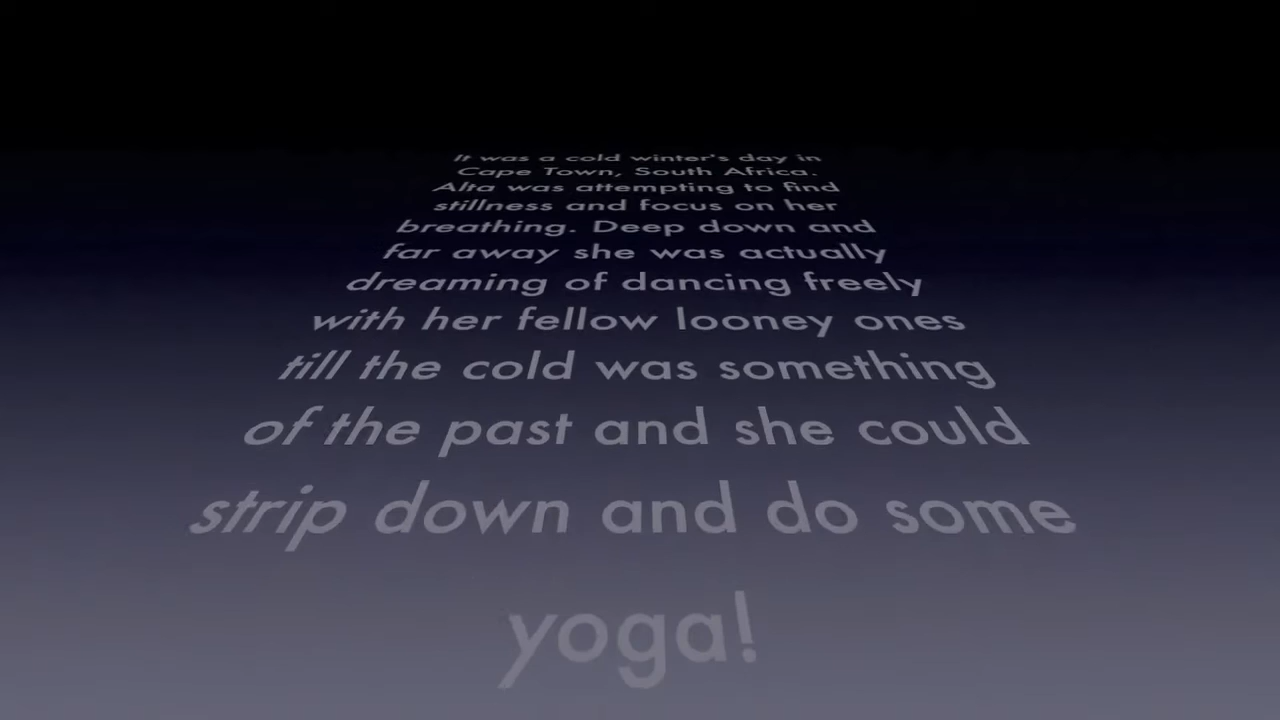 It was a cold winter's day in
Cape Town, South Africa.
Alta was attempting to find
stillness and focus on her
breathing. Deep down and
far away she was actually
dreaming of dancing freely
with her fellow looney ones
till the cold was something
of the past and she could
strip down and do some
yoga!